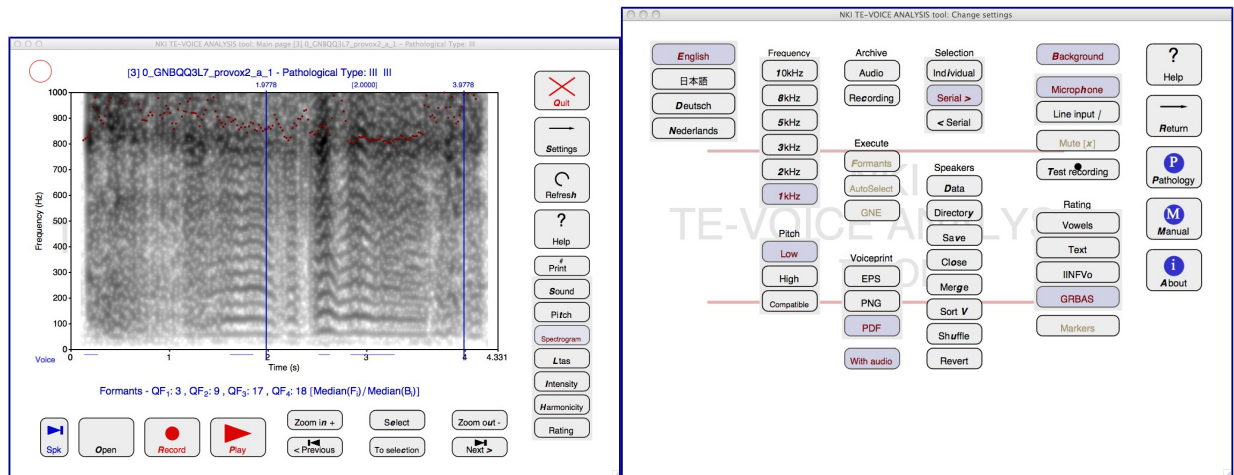 NKI TE-VOICE ANALYSIS tool: Main page [3] 0_GNBQQ3L7_provox2_a_1 – Pathological Type: III
[3] 0_GNBQQ3L7_provox2_a_1 - Pathological Type: III III
1.9778 [2.0000] 3.9778
1000
900
800
700
600
500
400
300
200
100
0
Frequency (Hz)
Voice
0 1 2 3 4 4.331
Time (s)
Formants - QF1: 3 , QF2: 9 , QF3: 17 , QF4: 18 [Median(Fi)/Median(Bi)]
Quit
Settings
Refresh
?
Help
#
Print
Sound
Pitch
Spectrogram
Ltas
Intensity
Harmonicity
Rating
Spk
Open
Record
Play
Zoom in +
Select
Zoom out -
< Previous
To selection
Next >
NKI TE-VOICE ANALYSIS tool: Change settings
English
日本語
Deutsch
Nederlands
Frequency
10kHz
8kHz
5kHz
3kHz
2kHz
1kHz
Pitch
Low
High
Compatible
Archive
Audio
Recording
Execute
Formants
AutoSelect
GNE
Voiceprint
EPS
PNG
PDF
With audio
Selection
Individual
Serial >
< Serial
Speakers
Data
Directory
Save
Close
Merge
Sort V
Shuffle
Revert
Background
Microphone
Line input /
Mute [x]
Test recording
Rating
Vowels
Text
IINFVo
GRBAS
Markers
?
Help
Return
P
Pathology
M
Manual
i
About
NKI
TE-VOICE ANALYSIS